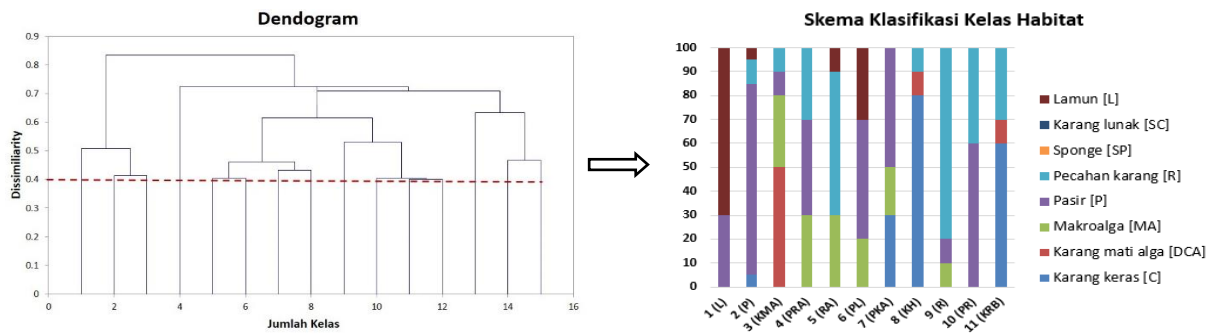 Dendogram
Dissimiliarity
0.9
0.8
0.7
0.6
0.5
0.4
0.3
0.2
0.1
0
0 2 4 6 8 10 12 14 16
Jumlah Kelas
Skema Klasifikasi Kelas Habitat
100
90
80
70
60
50
40
30
20
10
0
1 (L) 2 (P) 3 (KMA) 4 (PRA) 5 (RA) 6 (PL) 7 (PKA) 8 (KH) 9 (R) 10 (PR) 11 (KRB)
Lamun [L]
Karang lunak [SC]
Sponge [SP]
Pecahan karang [R]
Pasir [P]
Makroalga [MA]
Karang mati alga [DCA]
Karang keras [C]